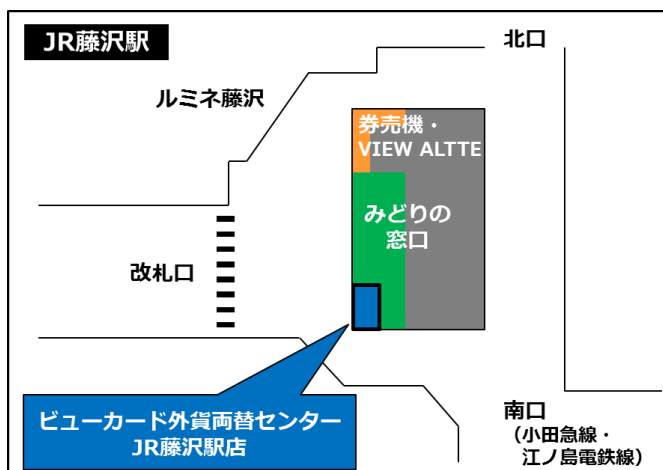 JR藤沢駅
北口
ルミネ藤沢
券売機・
VIEW ALTTE
みどりの
窓口
改札口
ビューカード外貨両替センター
JR藤沢駅店
南口
（小田急線・
江ノ島電鉄線）